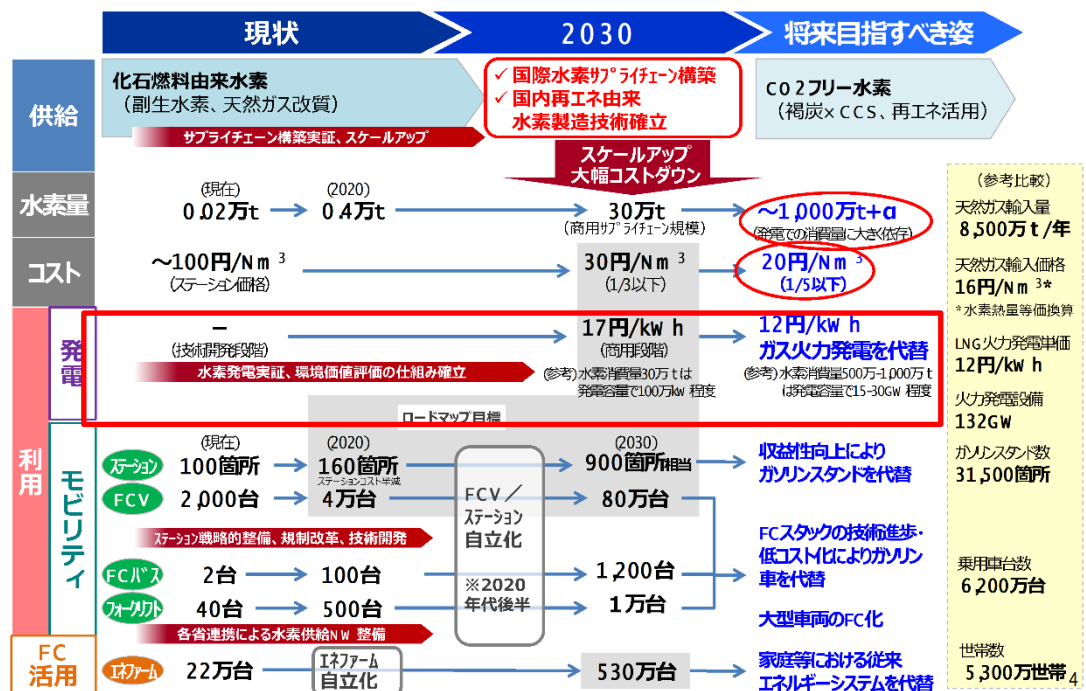 現状
2030
将来目指すべき姿
供給
化石燃料由来水素
(副生水素、天然ガス改質)
✓ 国際水素サプライチェーン構築
✓ 国内再エネ由来
水素製造技術確立
CO2フリー水素
(褐炭×CCS、再エネ活用)
サプライチェーン構築実証、スケールアップ
スケールアップ
大幅コストダウン
水素量
(現在)
0.02万t
(2020)
0.4万t
30万t
(商用サプライチェーン規模)
~1,000万t+α
(発電での消費量に大きく依存)
コスト
~100円/Nm³
(ステーション価格)
30円/Nm³
(1/3以下)
20円/Nm³
(1/5以下)
利用
発電
−
(技術開発段階)
17円/kWh
(商用段階)
12円/kWh
ガス火力発電を代替
水素発電実証、環境価値評価の仕組み確立
(参考)水素消費量30万tは
発電容量で100万kW程度
(参考)水素消費量500万-1,000万t
は発電容量で15-30GW程度
ロードマップ目標
モビリティ
ステーション
(現在)
100箇所
(2020)
160箇所
ステーションコスト半減
(2030)
900箇所相当
収益性向上により
ガソリンスタンドを代替
FCV
2,000台
4万台
80万台
FCV/
ステーション
自立化
※2020
年代後半
ステーション戦略的整備、規制改革、技術開発
FCスタックの技術進歩・
低コスト化によりガソリン
車を代替
FCバス
2台
100台
1,200台
フォークリフト
40台
500台
1万台
大型車両のFC化
各省連携による水素供給NW整備
FC
活用
エネファーム
22万台
エネファーム
自立化
530万台
家庭等における従来
エネルギーシステムを代替
(参考比較)
天然ガス輸入量
8,500万t/年
天然ガス輸入価格
16円/Nm³*
*水素熱量等価換算
LNG火力発電単価
12円/kWh
火力発電設備
132GW
ガソリンスタンド数
31,500箇所
乗用車台数
6,200万台
世帯数
5,300万世帯
4